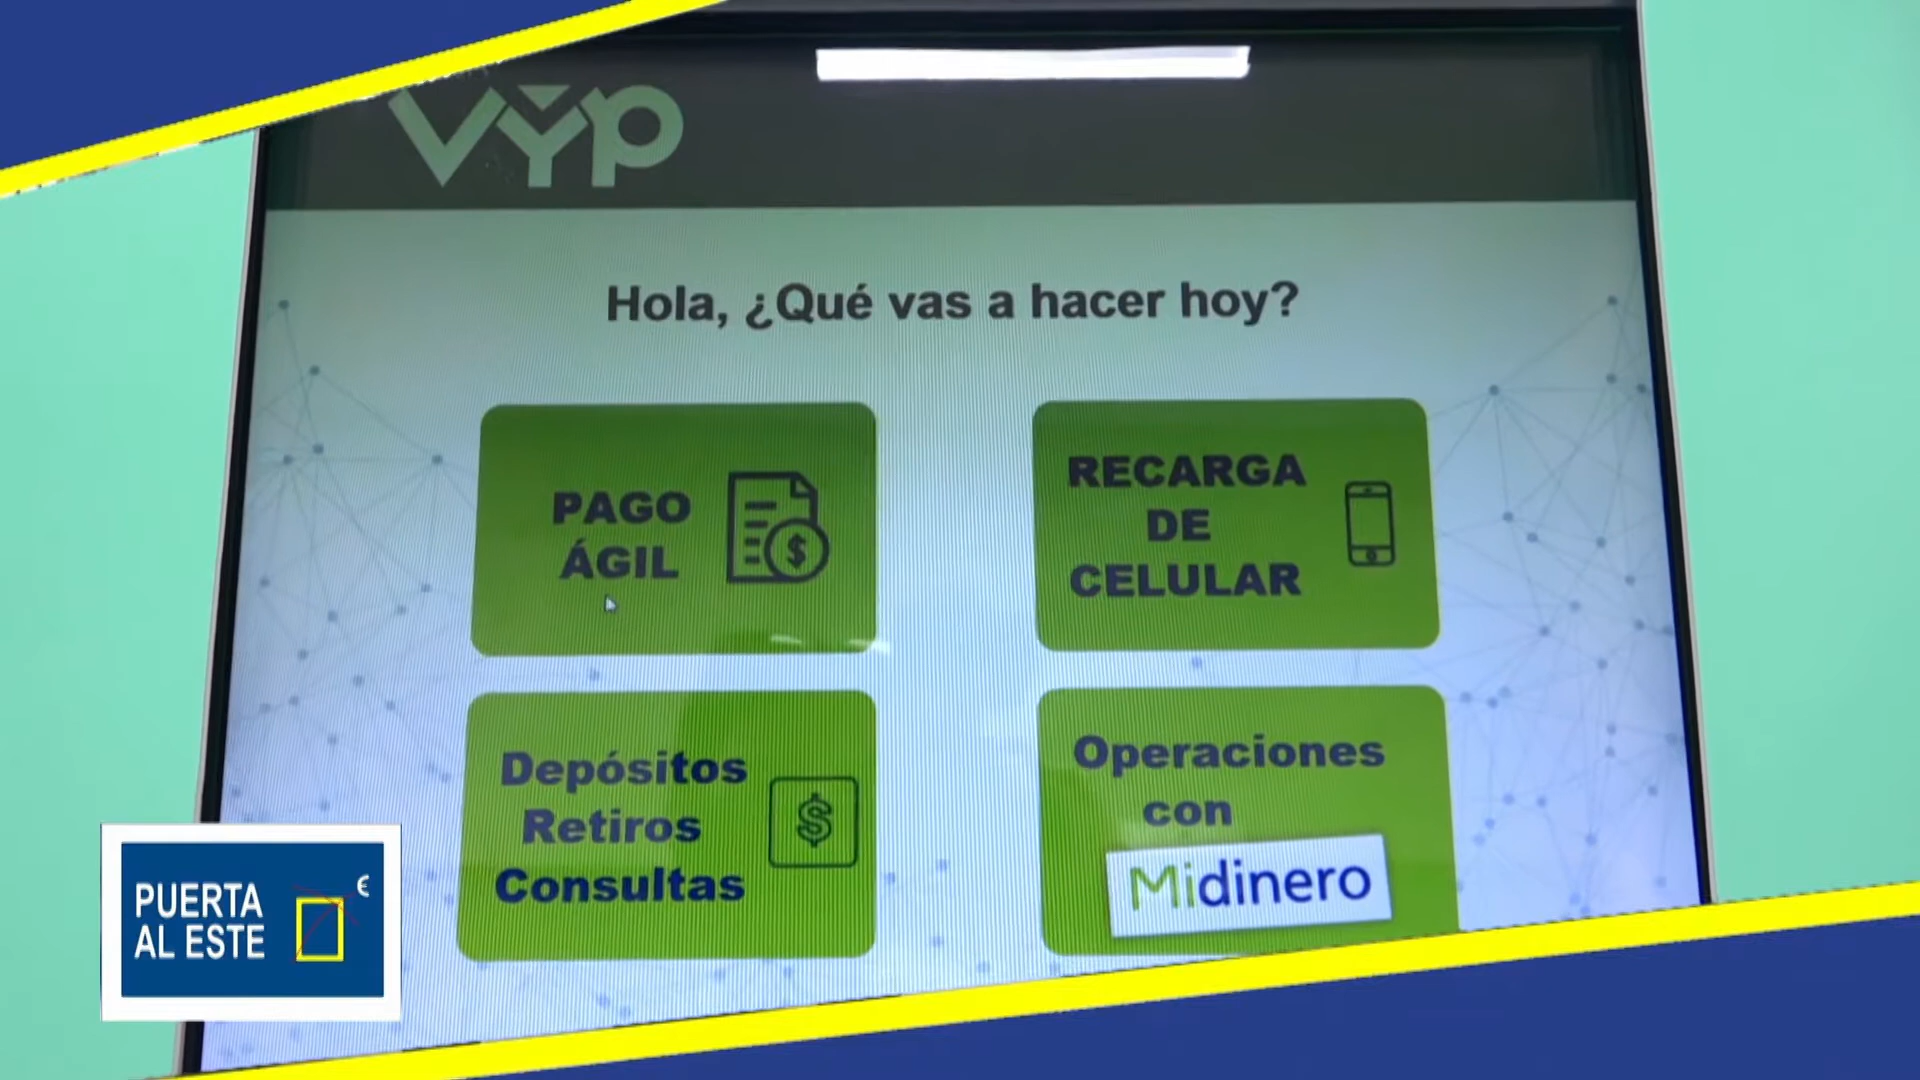 VYP
Hola, ¿Qué vas a hacer hoy?
PAGO
ÁGIL
$
RECARGA
DE
CELULAR
Depósitos
Retiros
Consultas
$
Operaciones
con
Midinero
PUERTA
AL ESTE
€